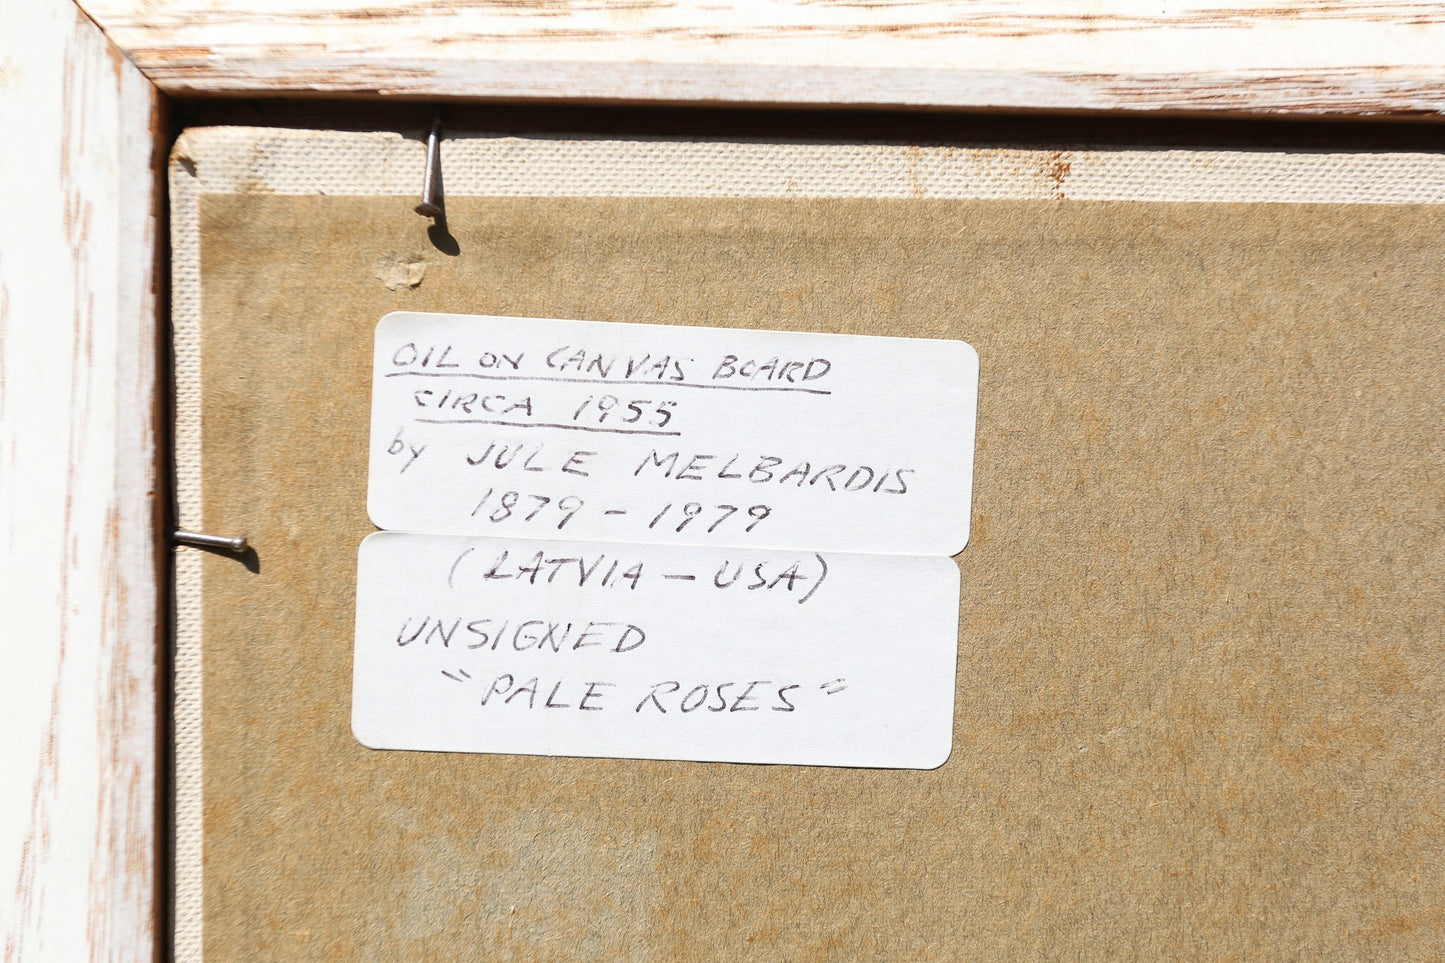 OIL ON CANVAS BOARD
CIRCA 1955
by JULE MELBARDIS
1879 - 1979
(LATVIA - USA)
UNSIGNED
"PALE ROSES"